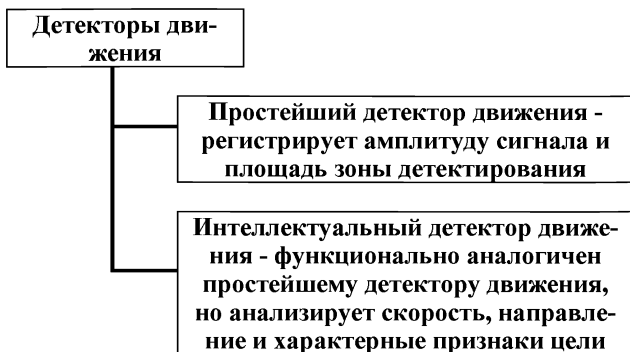 Детекторы дви-
жения
Простейший детектор движения -
регистрирует амплитуду сигнала и
площадь зоны детектирования
Интеллектуальный детектор движе-
ния - функционально аналогичен
простейшему детектору движения,
но анализирует скорость, направле-
ние и характерные признаки цели